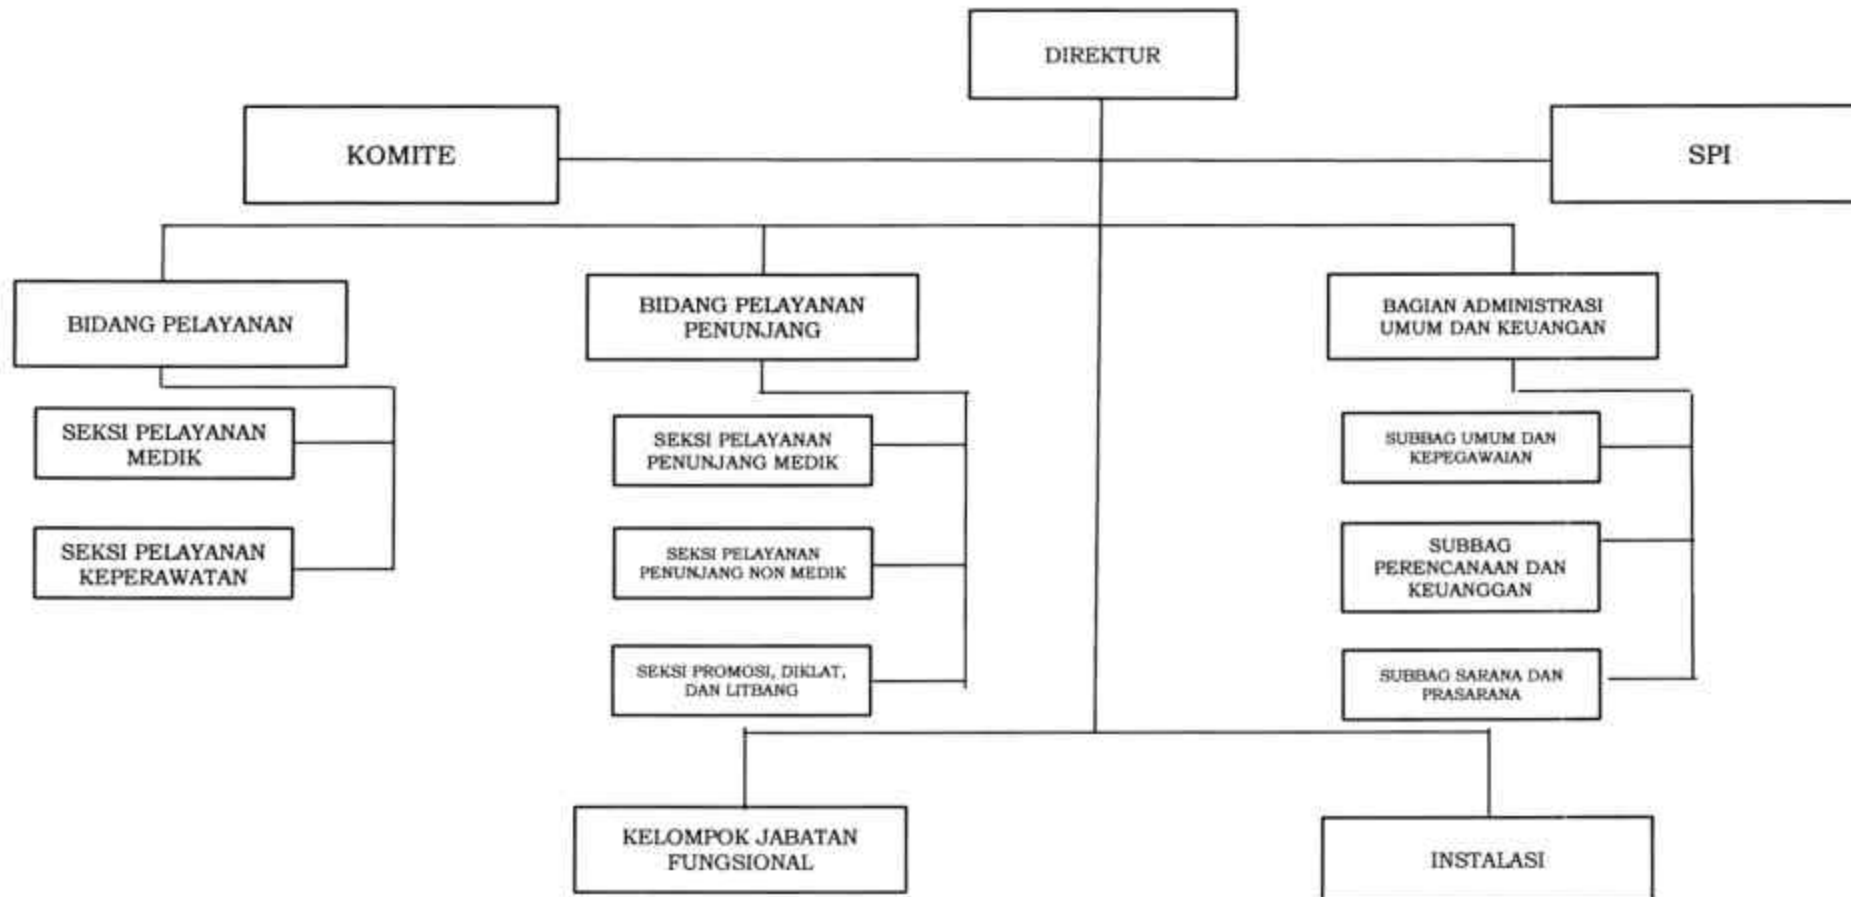 DIREKTUR
KOMITE
SPI
BIDANG PELAYANAN
BIDANG PELAYANAN
PENUNJANG
BAGIAN ADMINISTRASI
UMUM DAN KEUANGAN
SEKSI PELAYANAN
MEDIK
SEKSI PELAYANAN
PENUNJANG MEDIK
SUBBAG UMUM DAN
KEPEGAWAIAN
SEKSI PELAYANAN
KEPERAWATAN
SEKSI PELAYANAN
PENUNJANG NON MEDIK
SUBBAG
PERENCANAAN DAN
KEUANGGAN
SEKSI PROMOSI, DIKLAT,
DAN LITBANG
SUBBAG SARANA DAN
PRASARANA
KELOMPOK JABATAN
FUNGSIONAL
INSTALASI